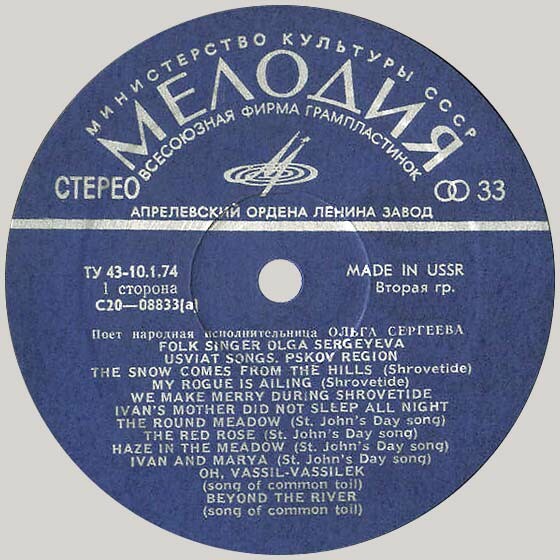 МИНИСТЕРСТВО КУЛЬТУРЫ СССР
МЕЛОДИЯ
ВСЕСОЮЗНАЯ ФИРМА ГРАМПЛАСТИНОК
СТЕРЕО
33
АПРЕЛЕВСКИЙ ОРДЕНА ЛЕНИНА ЗАВОД
ТУ 43-10.1.74
MADE IN USSR
1 сторона
Вторая гр.
С20—08833(а)
Поет народная исполнительница ОЛЬГА СЕРГЕЕВА
FOLK SINGER OLGA SERGEYEVA
USVIAT SONGS. PSKOV REGION
THE SNOW COMES FROM THE HILLS (Shrovetide)
MY ROGUE IS AILING (Shrovetide)
WE MAKE MERRY DURING SHROVETIDE
IVAN'S MOTHER DID NOT SLEEP ALL NIGHT
THE ROUND MEADOW (St. John's Day song)
THE RED ROSE (St. John's Day song)
HAZE IN THE MEADOW (St. John's Day song)
IVAN AND MARYA (St. John's Day song)
OH, VASSIL-VASSILEK
(song of common toil)
BEYOND THE RIVER
(song of common toil)